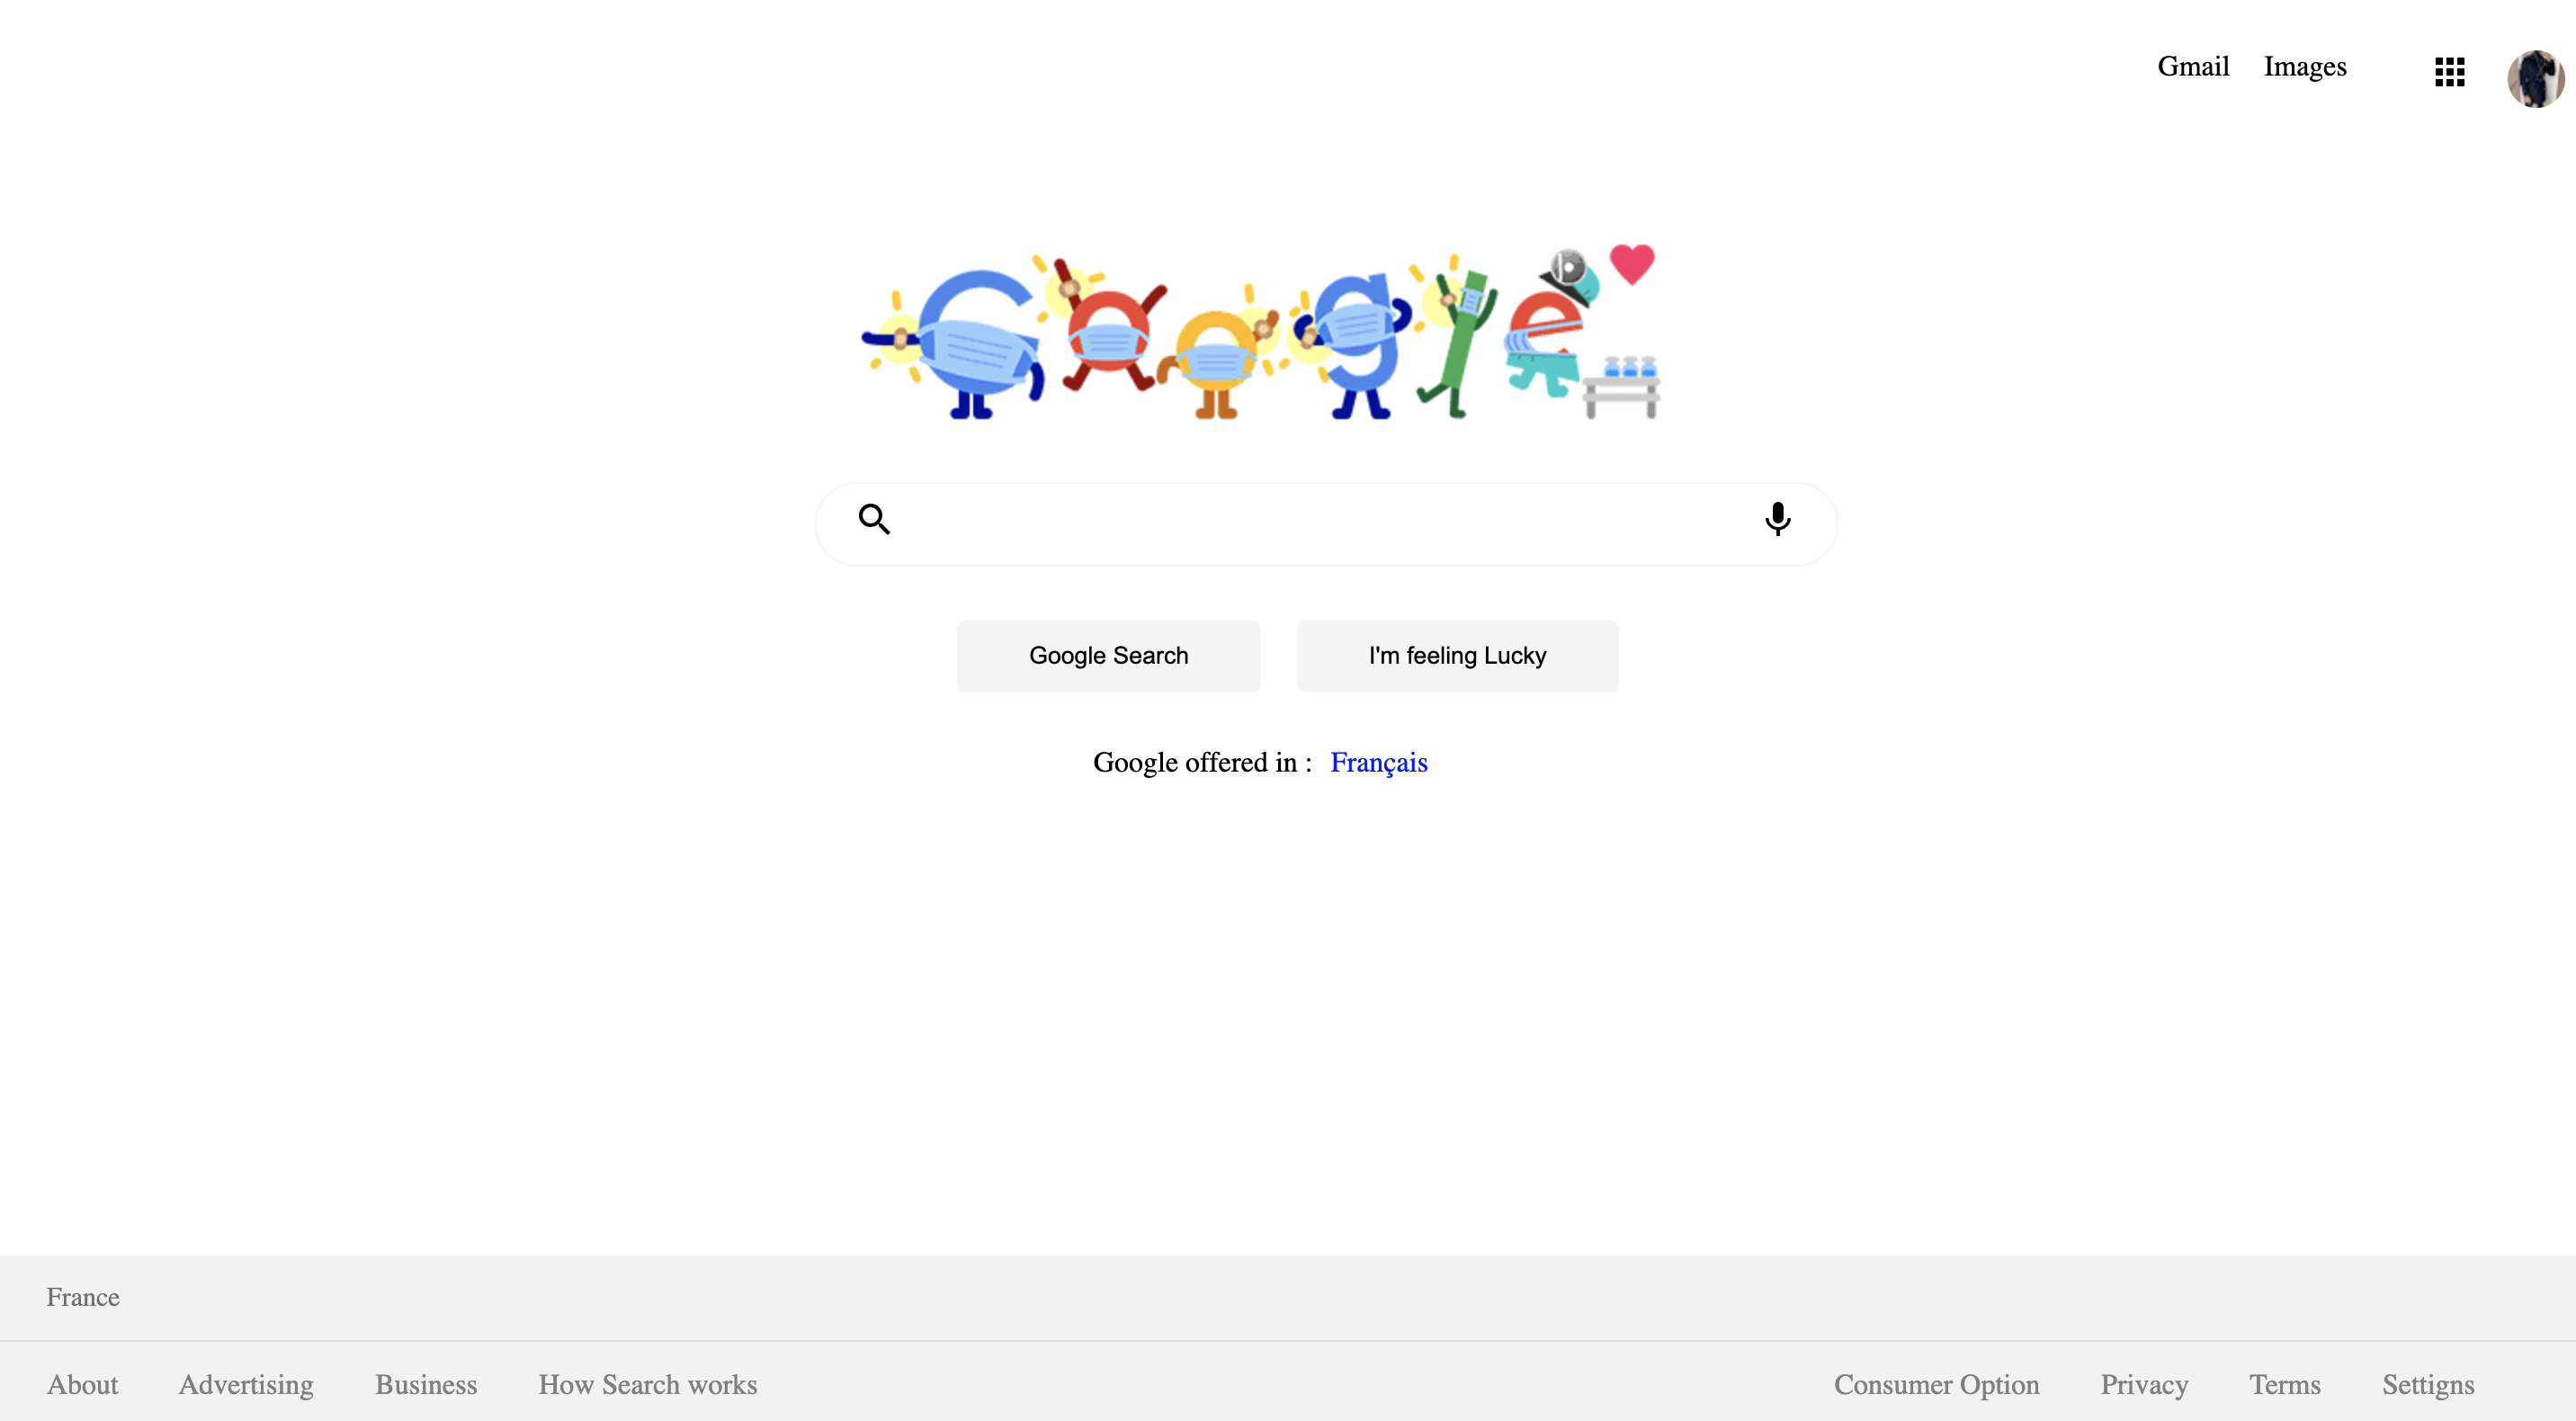 Gmail Images
Google
Google Search I'm feeling Lucky
Google offered in : Français
France
About Advertising Business How Search works Consumer Option Privacy Terms Settigns